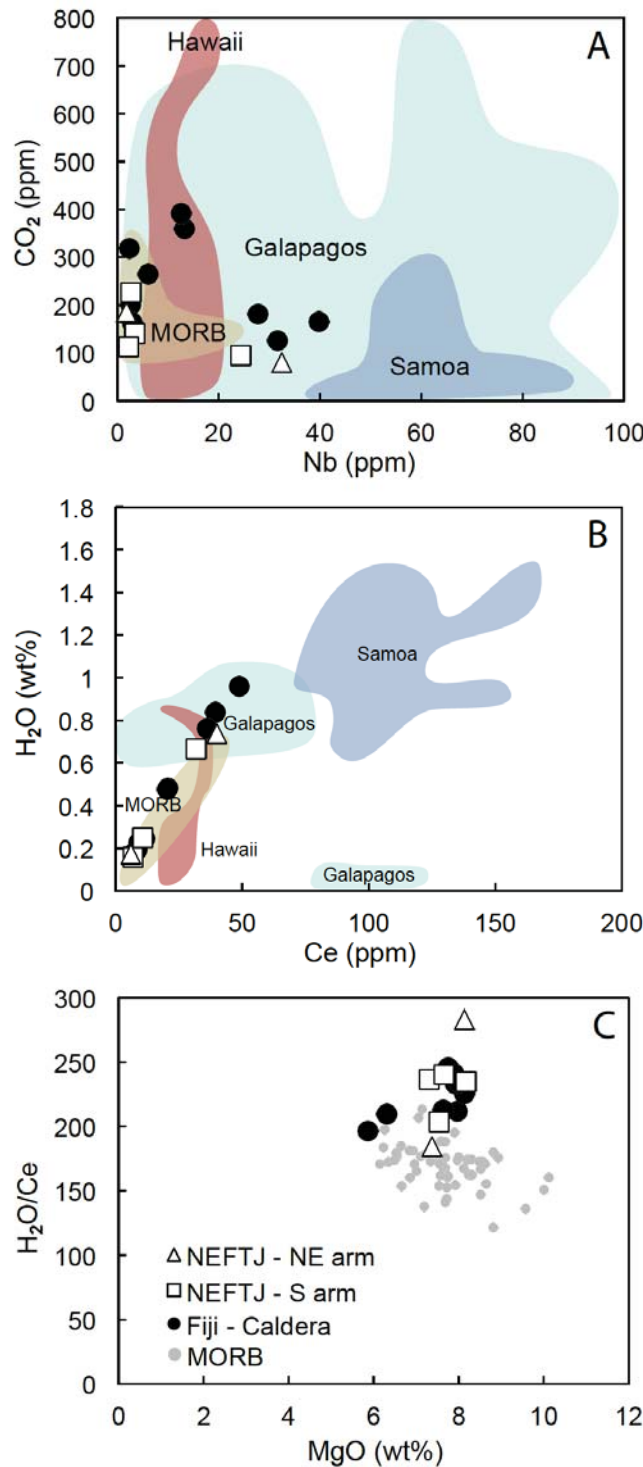 A
800
700
600
500
400
300
200
100
0
CO₂ (ppm)
Hawaii
Galapagos
MORB
Samoa
0 20 40 60 80 100
Nb (ppm)
B
1.8
1.6
1.4
1.2
1
0.8
0.6
0.4
0.2
0
H₂O (wt%)
Samoa
Galapagos
MORB
Hawaii
Galapagos
0 50 100 150 200
Ce (ppm)
C
300
250
200
150
100
50
0
H₂O/Ce
NEFTJ - NE arm
NEFTJ - S arm
Fiji - Caldera
MORB
0 2 4 6 8 10 12
MgO (wt%)